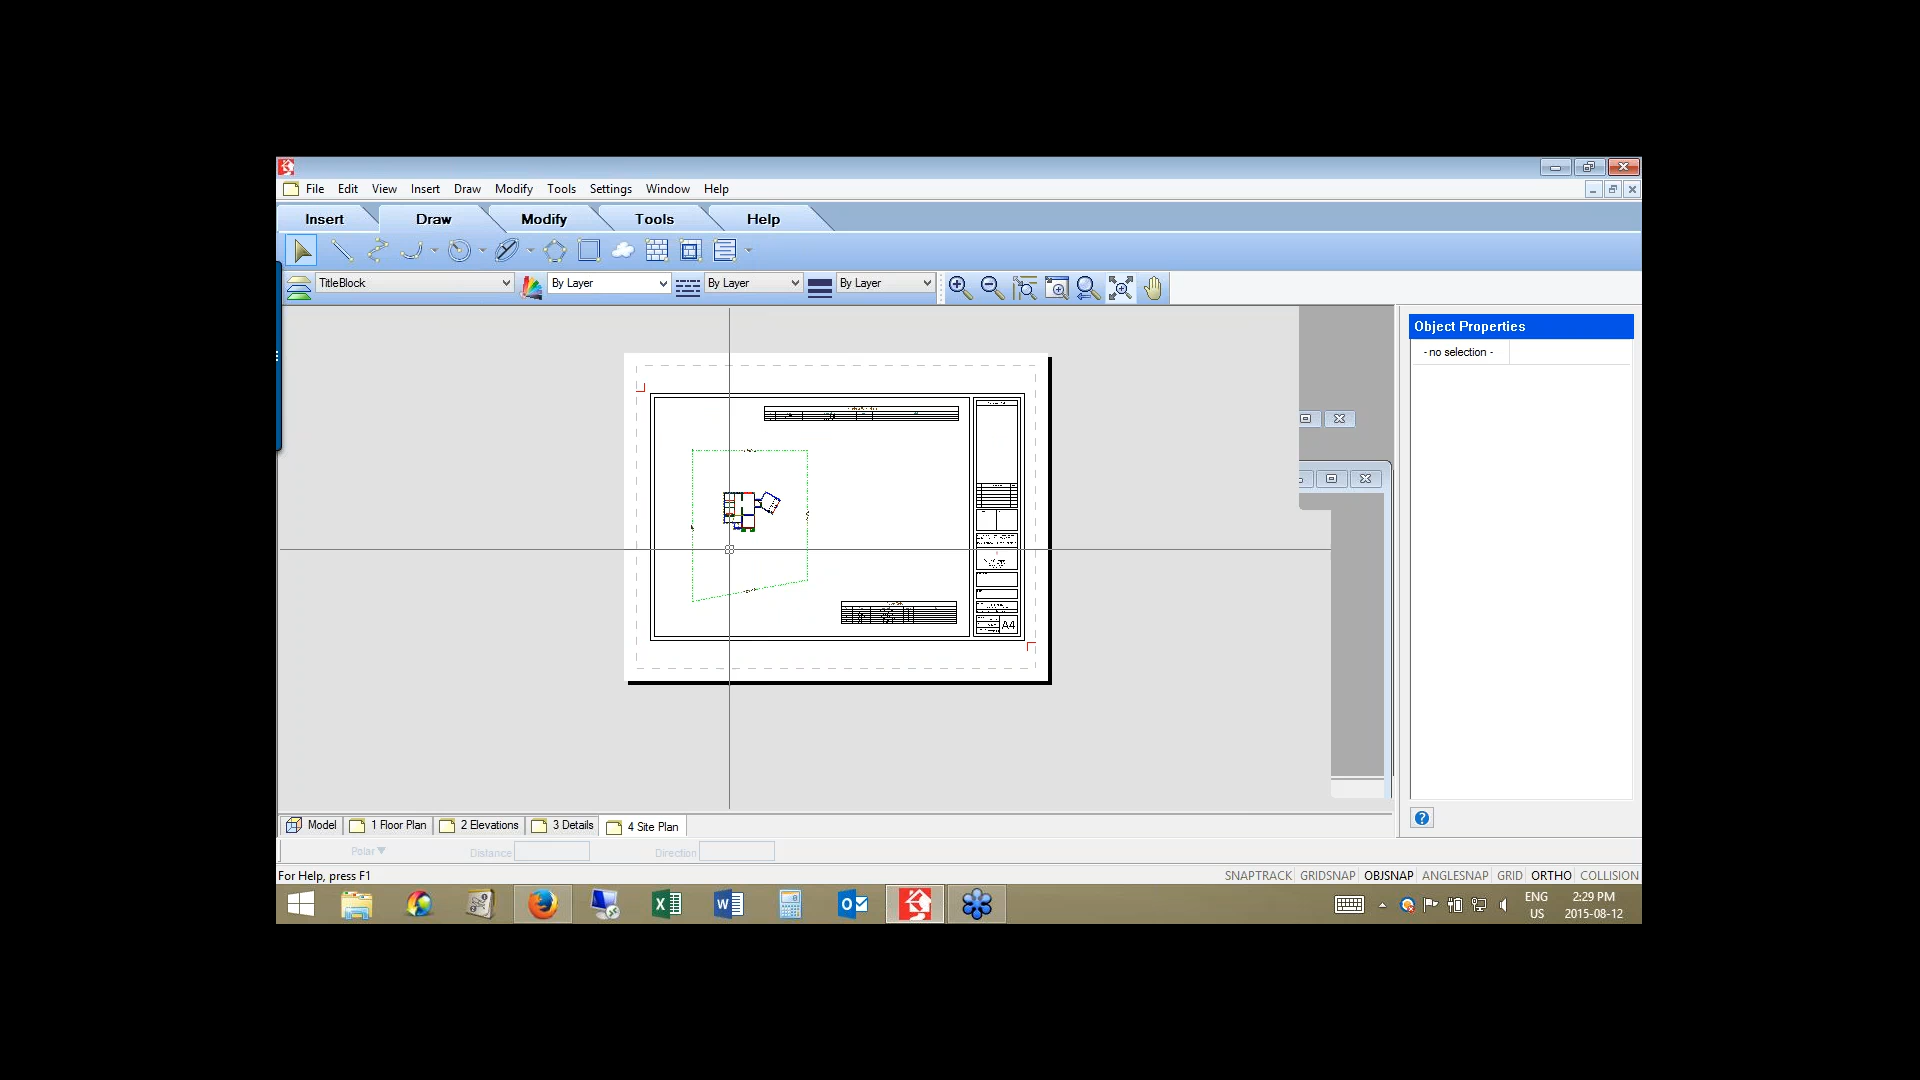 File Edit View Insert Draw Modify Tools Settings Window Help
Insert Draw Modify Tools Help
TitleBlock By Layer By Layer By Layer
Object Properties
- no selection -
A4
Model 1 Floor Plan 2 Elevations 3 Details 4 Site Plan
Polar Distance Direction
For Help, press F1 SNAPTRACK GRIDSNAP OBJSNAP ANGLESNAP GRID ORTHO COLLISION
ENG 2:29 PM
US 2015-08-12